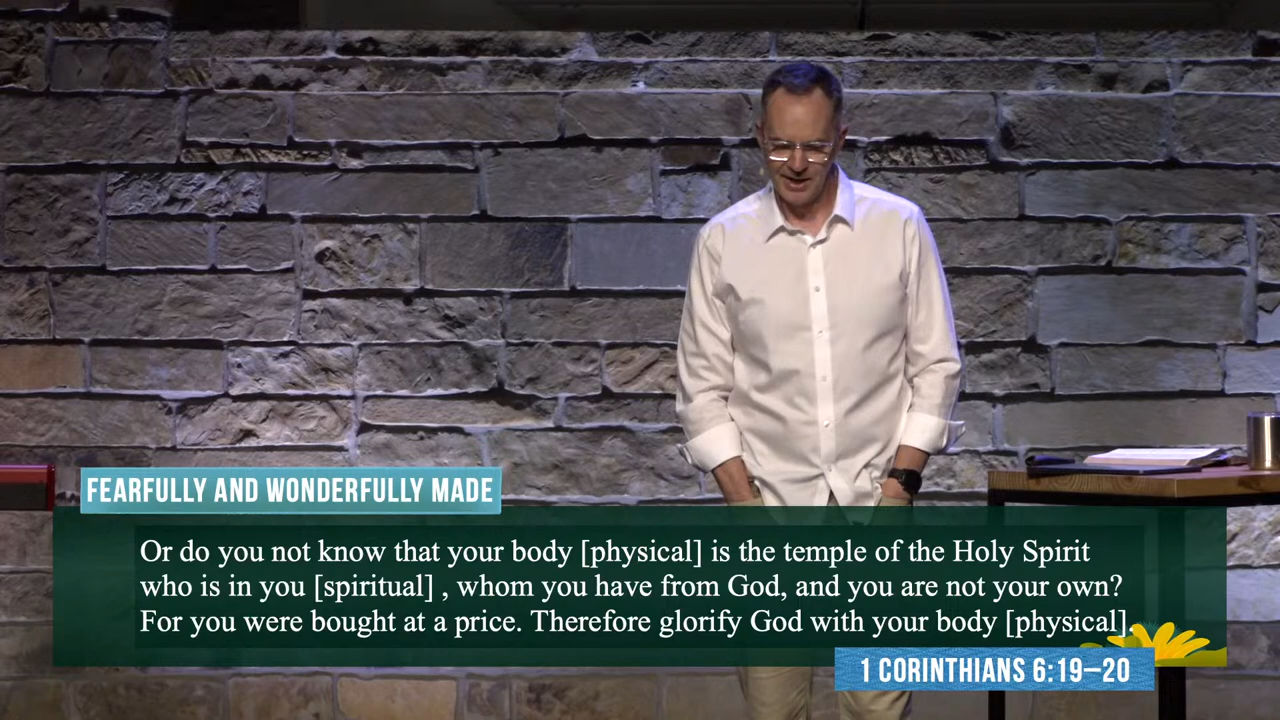 FEARFULLY AND WONDERFULLY MADE
Or do you not know that your body [physical] is the temple of the Holy Spirit
who is in you [spiritual] , whom you have from God, and you are not your own?
For you were bought at a price. Therefore glorify God with your body [physical].
1 CORINTHIANS 6:19–20